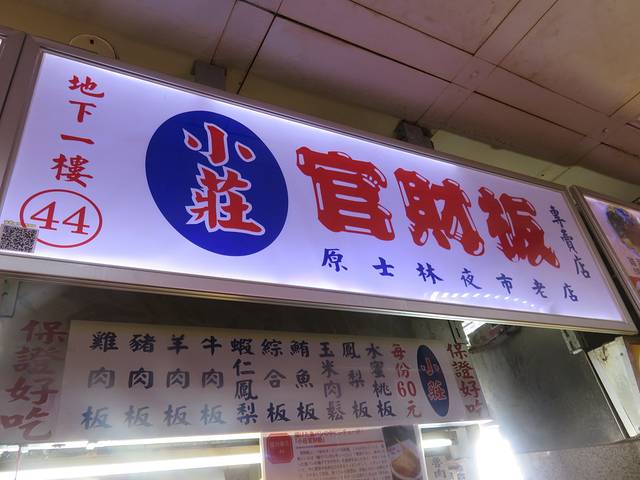 地下一樓
44
小莊
官財板
專賣店
原士林夜市老店
保證好吃
小莊
每份60元
水蜜桃板
鳳梨板
玉米肉鬆
鮪魚板
綜合板
蝦仁鳳梨
牛肉板
羊肉板
豬肉板
雞肉板
保證好吃